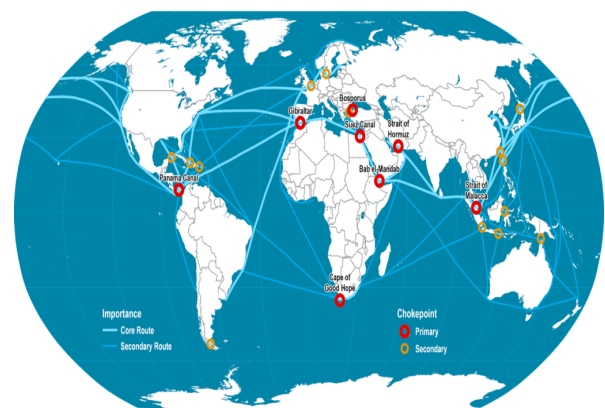 Bosporus
Gibraltar
Suez Canal
Strait of
Hormuz
Bab el-Mandab
Panama Canal
Strait of
Malacca
Cape of
Good Hope
Importance
Core Route
Secondary Route
Chokepoint
Primary
Secondary